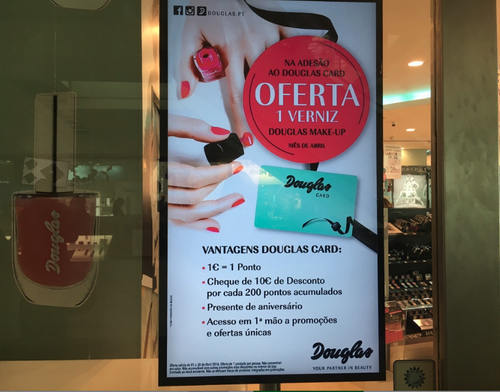 DOUGLAS.PT
NA ADESÃO
AO DOUGLAS CARD
OFERTA
1 VERNIZ
DOUGLAS MAKE-UP
MÊS DE ABRIL
Douglas
CARD
Douglas
VANTAGENS DOUGLAS CARD:
• 1€ = 1 Ponto
• Cheque de 10€ de Desconto
por cada 200 pontos acumulados
• Presente de aniversário
• Acesso em 1ª mão a promoções
e ofertas únicas
Douglas
YOUR PARTNER IN BEAUTY